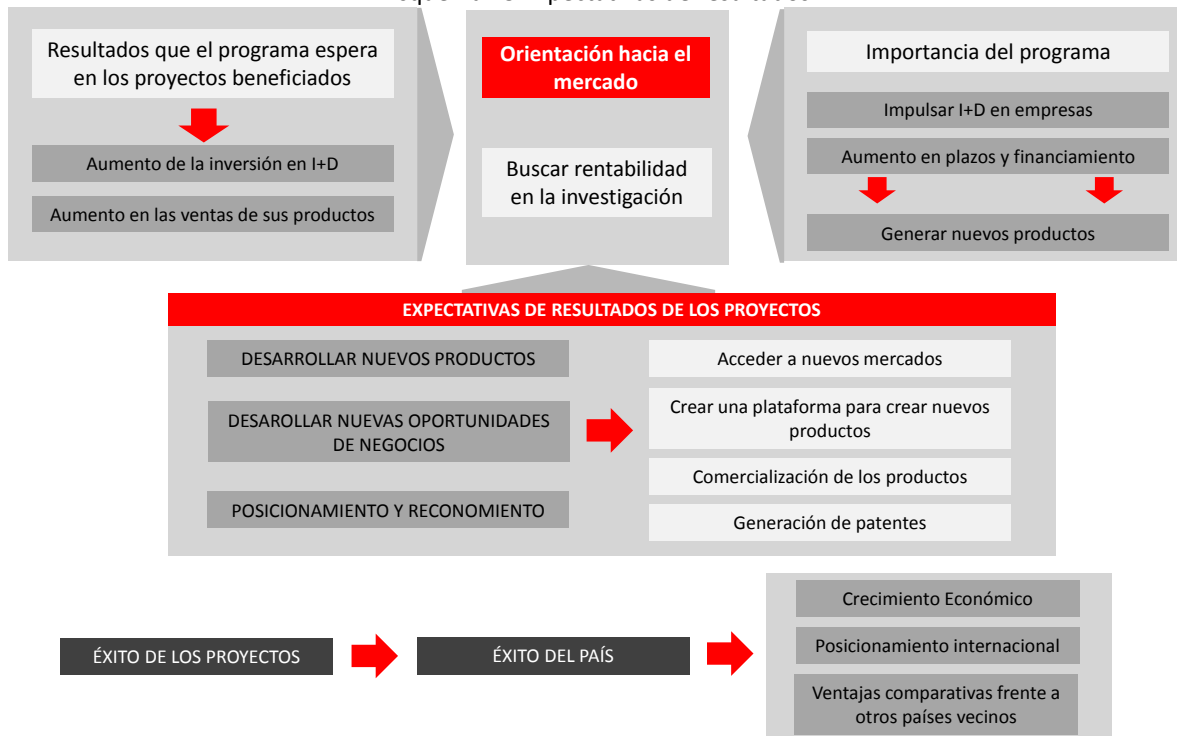 Resultados que el programa espera
en los proyectos beneficiados
Aumento de la inversión en I+D
Aumento en las ventas de sus productos
Orientación hacia el
mercado
Buscar rentabilidad
en la investigación
Importancia del programa
Impulsar I+D en empresas
Aumento en plazos y financiamiento
Generar nuevos productos
EXPECTATIVAS DE RESULTADOS DE LOS PROYECTOS
DESARROLLAR NUEVOS PRODUCTOS
DESAROLLAR NUEVAS OPORTUNIDADES
DE NEGOCIOS
POSICIONAMIENTO Y RECONOMIENTO
Acceder a nuevos mercados
Crear una plataforma para crear nuevos
productos
Comercialización de los productos
Generación de patentes
ÉXITO DE LOS PROYECTOS
ÉXITO DEL PAÍS
Crecimiento Económico
Posicionamiento internacional
Ventajas comparativas frente a
otros países vecinos